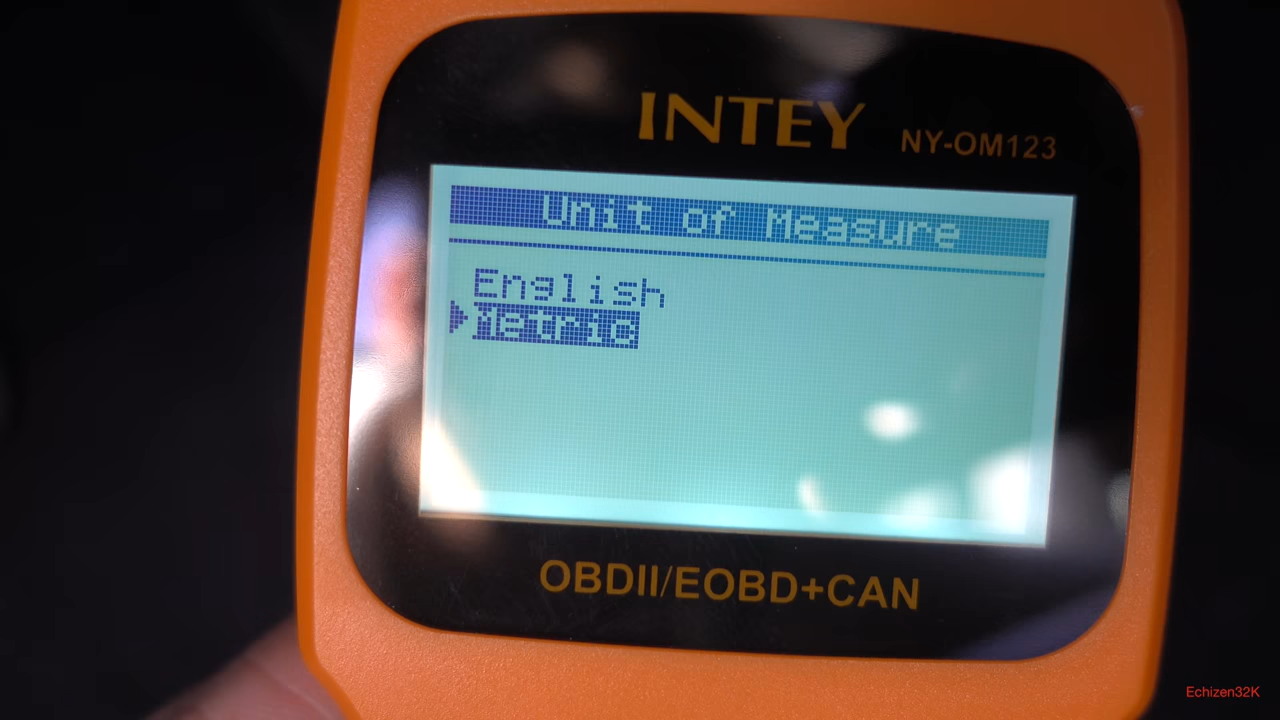 INTEY NY-OM123
Unit of Measure
English
Metric
OBDII/EOBD+CAN
Echizen32K